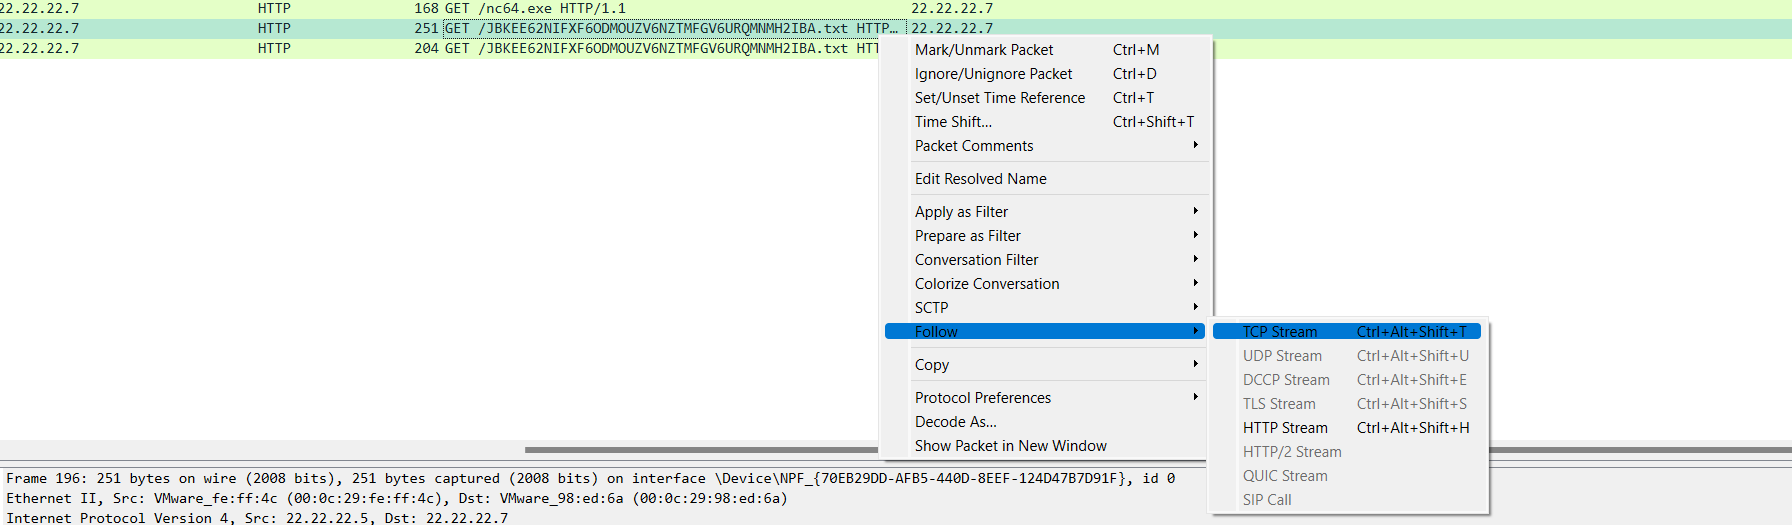 22.22.22.7 HTTP 168 GET /nc64.exe HTTP/1.1 22.22.22.7
22.22.22.7 HTTP 251 GET /JBKEE62NIFXF6ODMOUZV6NZTMFGV6URQMNMH2IBA.txt HTTP… 22.22.22.7
22.22.22.7 HTTP 204 GET /JBKEE62NIFXF6ODMOUZV6NZTMFGV6URQMNMH2IBA.txt HTT
Mark/Unmark Packet Ctrl+M
Ignore/Unignore Packet Ctrl+D
Set/Unset Time Reference Ctrl+T
Time Shift... Ctrl+Shift+T
Packet Comments
Edit Resolved Name
Apply as Filter
Prepare as Filter
Conversation Filter
Colorize Conversation
SCTP
Follow
TCP Stream Ctrl+Alt+Shift+T
UDP Stream Ctrl+Alt+Shift+U
DCCP Stream Ctrl+Alt+Shift+E
TLS Stream Ctrl+Alt+Shift+S
HTTP Stream Ctrl+Alt+Shift+H
HTTP/2 Stream
QUIC Stream
SIP Call
Copy
Protocol Preferences
Decode As...
Show Packet in New Window
Frame 196: 251 bytes on wire (2008 bits), 251 bytes captured (2008 bits) on interface \Device\NPF_{70EB29DD-AFB5-440D-8EEF-124D47B7D91F}, id 0
Ethernet II, Src: VMware_fe:ff:4c (00:0c:29:fe:ff:4c), Dst: VMware_98:ed:6a (00:0c:29:98:ed:6a)
Internet Protocol Version 4, Src: 22.22.22.5, Dst: 22.22.22.7